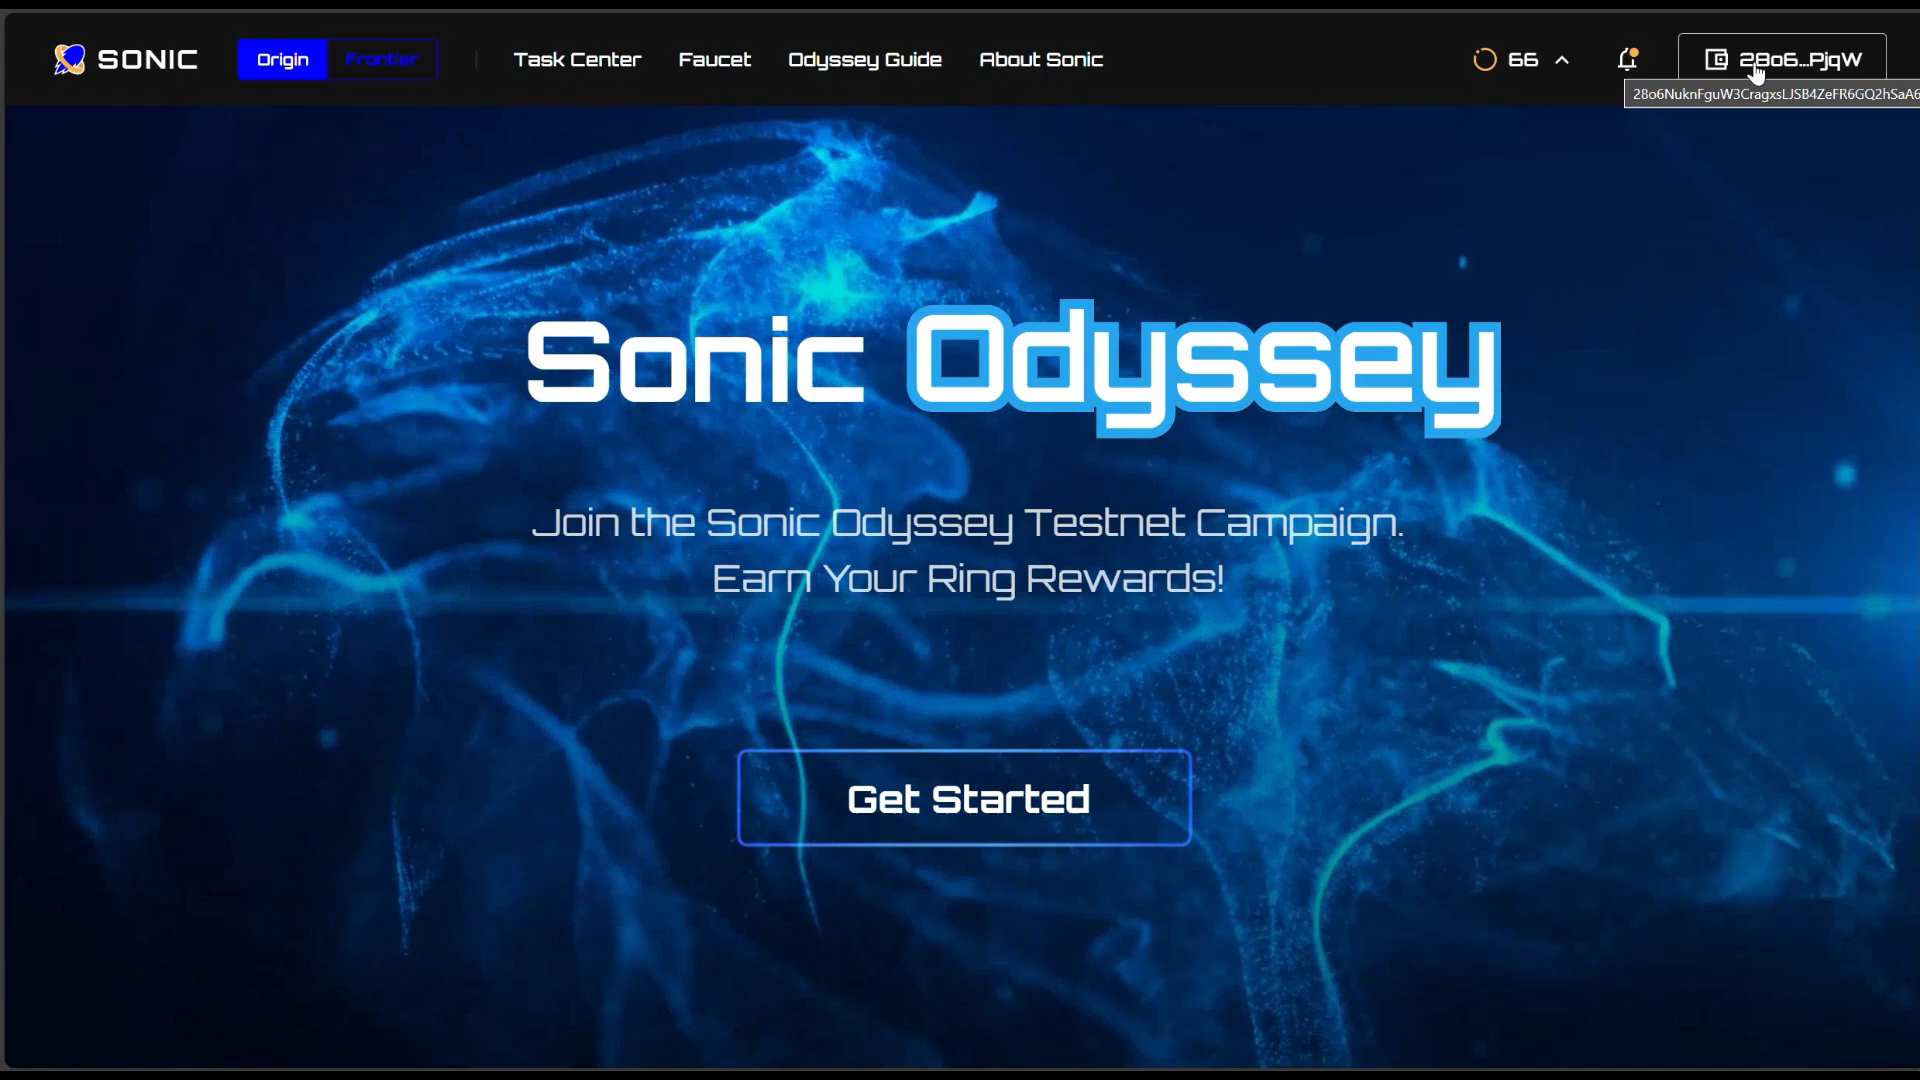 SONIC
Origin
Frontier
Task Center
Faucet
Odyssey Guide
About Sonic
66
28o6...PjqW
28o6NuknFguW3CragxsLJSB4ZeFR6GQ2hSaA6
Sonic Odyssey
Join the Sonic Odyssey Testnet Campaign.
Earn Your Ring Rewards!
Get Started